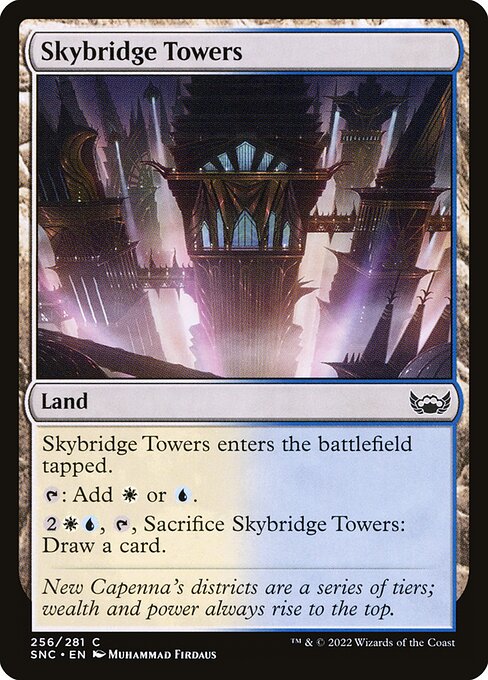 Skybridge Towers
Land
Skybridge Towers enters the battlefield
tapped.
: Add or .
2 , , Sacrifice Skybridge Towers:
Draw a card.
New Capenna's districts are a series of tiers;
wealth and power always rise to the top.
256/281 C
SNC • EN Muhammad Firdaus
™ & © 2022 Wizards of the Coast